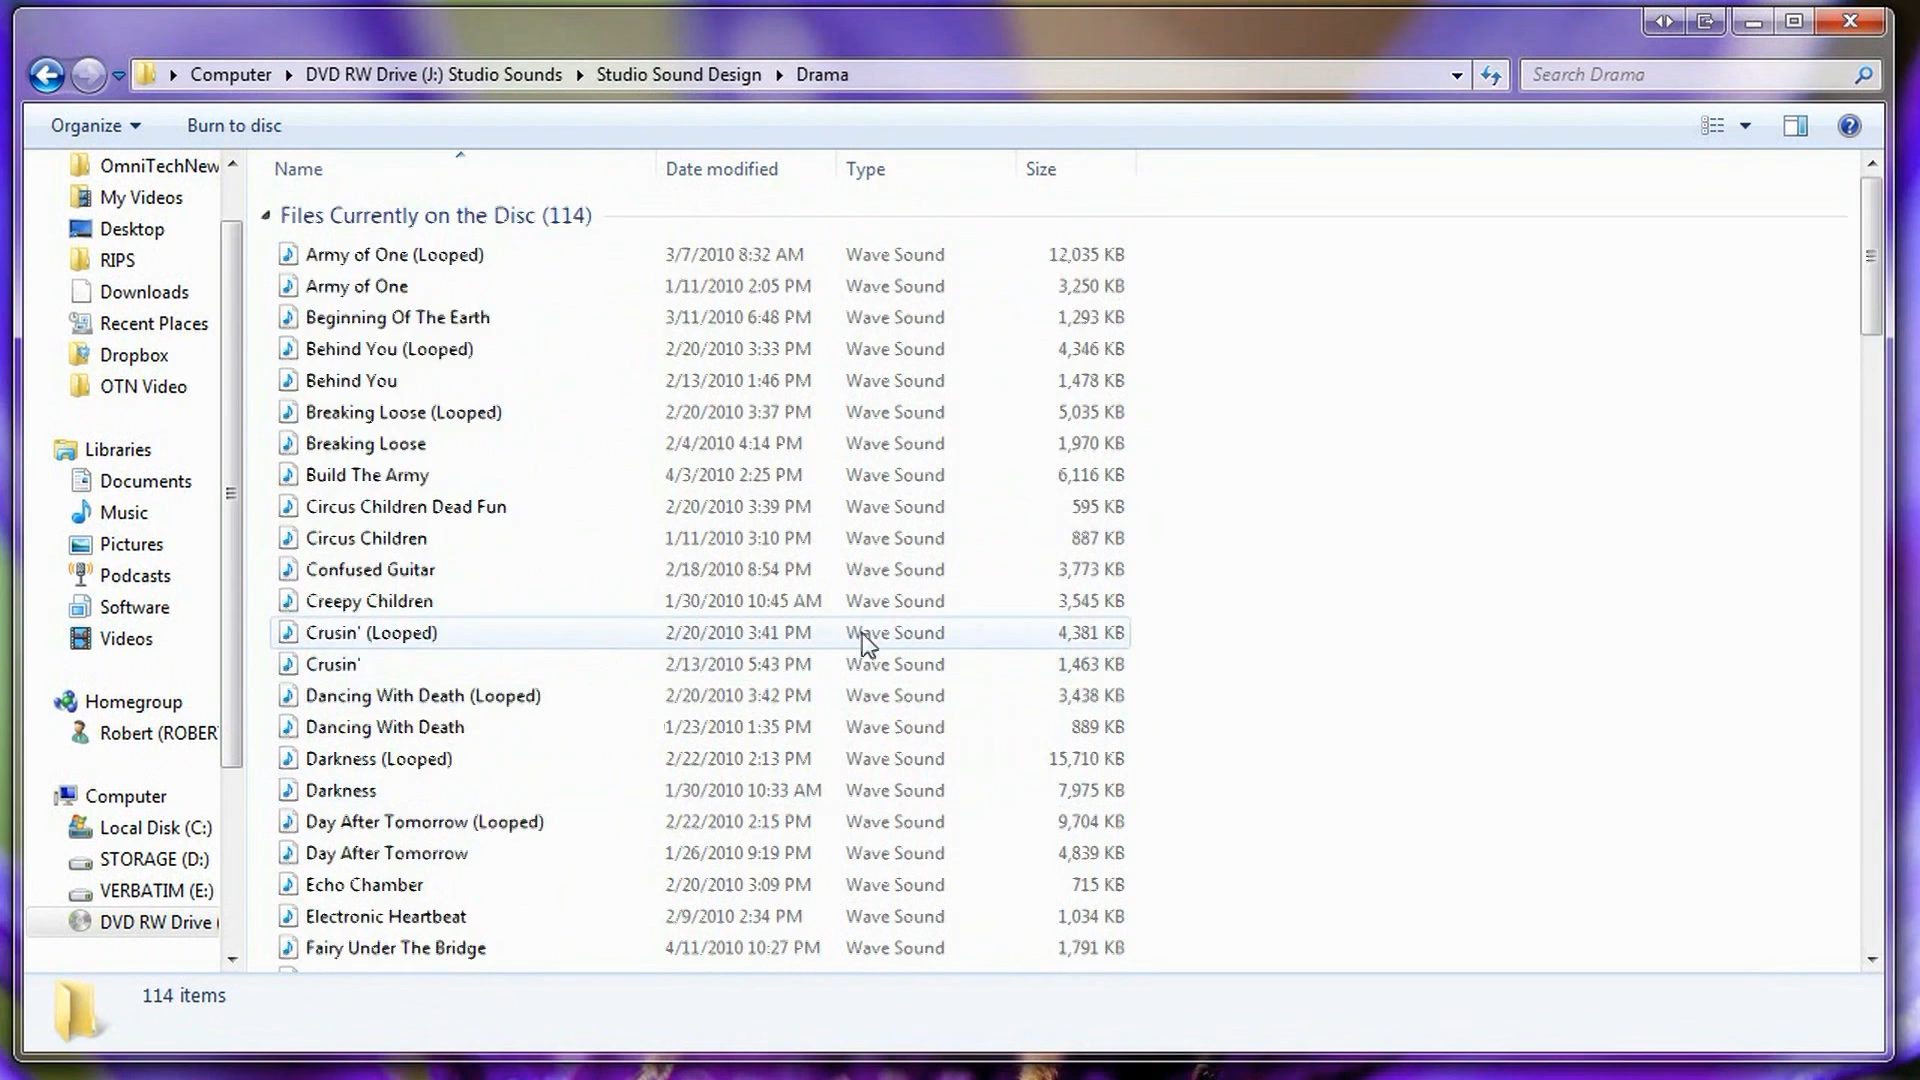 Computer DVD RW Drive (J:) Studio Sounds Studio Sound Design Drama Search Drama
Organize Burn to disc
OmniTechNew
My Videos
Desktop
RIPS
Downloads
Recent Places
Dropbox
OTN Video
Libraries
Documents
Music
Pictures
Podcasts
Software
Videos
Homegroup
Robert (ROBER
Computer
Local Disk (C:)
STORAGE (D:)
VERBATIM (E:)
DVD RW Drive (
Name Date modified Type Size
Files Currently on the Disc (114)
Army of One (Looped) 3/7/2010 8:32 AM Wave Sound 12,035 KB
Army of One 1/11/2010 2:05 PM Wave Sound 3,250 KB
Beginning Of The Earth 3/11/2010 6:48 PM Wave Sound 1,293 KB
Behind You (Looped) 2/20/2010 3:33 PM Wave Sound 4,346 KB
Behind You 2/13/2010 1:46 PM Wave Sound 1,478 KB
Breaking Loose (Looped) 2/20/2010 3:37 PM Wave Sound 5,035 KB
Breaking Loose 2/4/2010 4:14 PM Wave Sound 1,970 KB
Build The Army 4/3/2010 2:25 PM Wave Sound 6,116 KB
Circus Children Dead Fun 2/20/2010 3:39 PM Wave Sound 595 KB
Circus Children 1/11/2010 3:10 PM Wave Sound 887 KB
Confused Guitar 2/18/2010 8:54 PM Wave Sound 3,773 KB
Creepy Children 1/30/2010 10:45 AM Wave Sound 3,545 KB
Crusin' (Looped) 2/20/2010 3:41 PM Wave Sound 4,381 KB
Crusin' 2/13/2010 5:43 PM Wave Sound 1,463 KB
Dancing With Death (Looped) 2/20/2010 3:42 PM Wave Sound 3,438 KB
Dancing With Death 1/23/2010 1:35 PM Wave Sound 889 KB
Darkness (Looped) 2/22/2010 2:13 PM Wave Sound 15,710 KB
Darkness 1/30/2010 10:33 AM Wave Sound 7,975 KB
Day After Tomorrow (Looped) 2/22/2010 2:15 PM Wave Sound 9,704 KB
Day After Tomorrow 1/26/2010 9:19 PM Wave Sound 4,839 KB
Echo Chamber 2/20/2010 3:09 PM Wave Sound 715 KB
Electronic Heartbeat 2/9/2010 2:34 PM Wave Sound 1,034 KB
Fairy Under The Bridge 4/11/2010 10:27 PM Wave Sound 1,791 KB
114 items